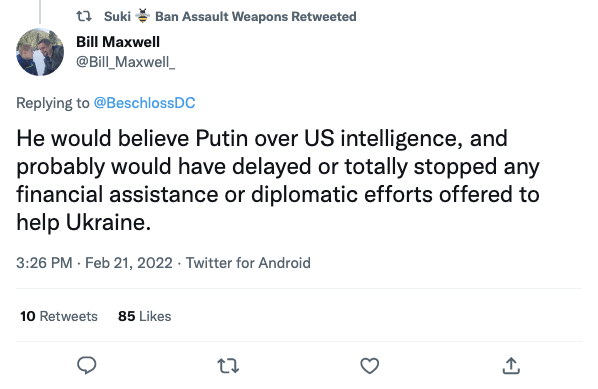 Suki 🐝 Ban Assault Weapons Retweeted
Bill Maxwell
@Bill_Maxwell_
Replying to @BeschlossDC
He would believe Putin over US intelligence, and
probably would have delayed or totally stopped any
financial assistance or diplomatic efforts offered to
help Ukraine.
3:26 PM · Feb 21, 2022 · Twitter for Android
10 Retweets 85 Likes